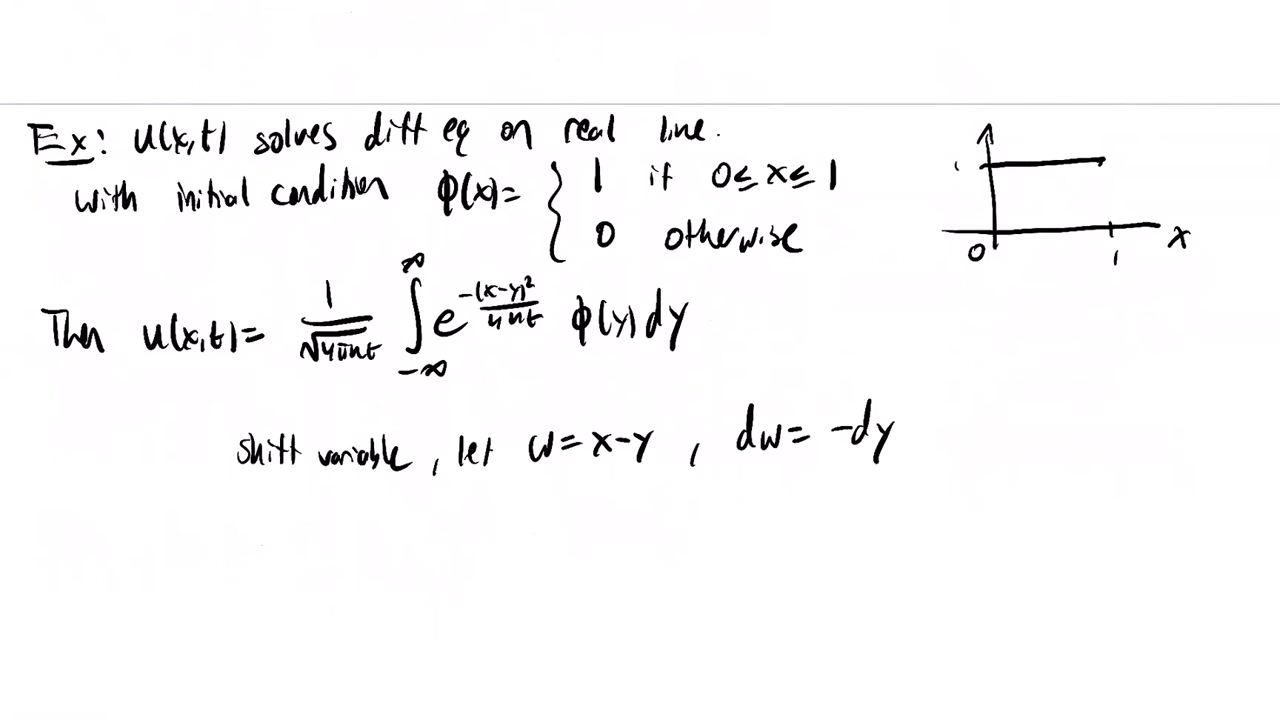 Ex: u(x,t) solves diff eq on real line.
with initial condition φ(x)= { 1 if 0≤ x≤ 1
0 otherwise
1
0 1 x
Then u(x,t)= 1/√4πkt ∫_{-∞}^{∞} e^{-(x-y)²/4kt} φ(y)dy
shift variable, let w=x-y, dw= -dy